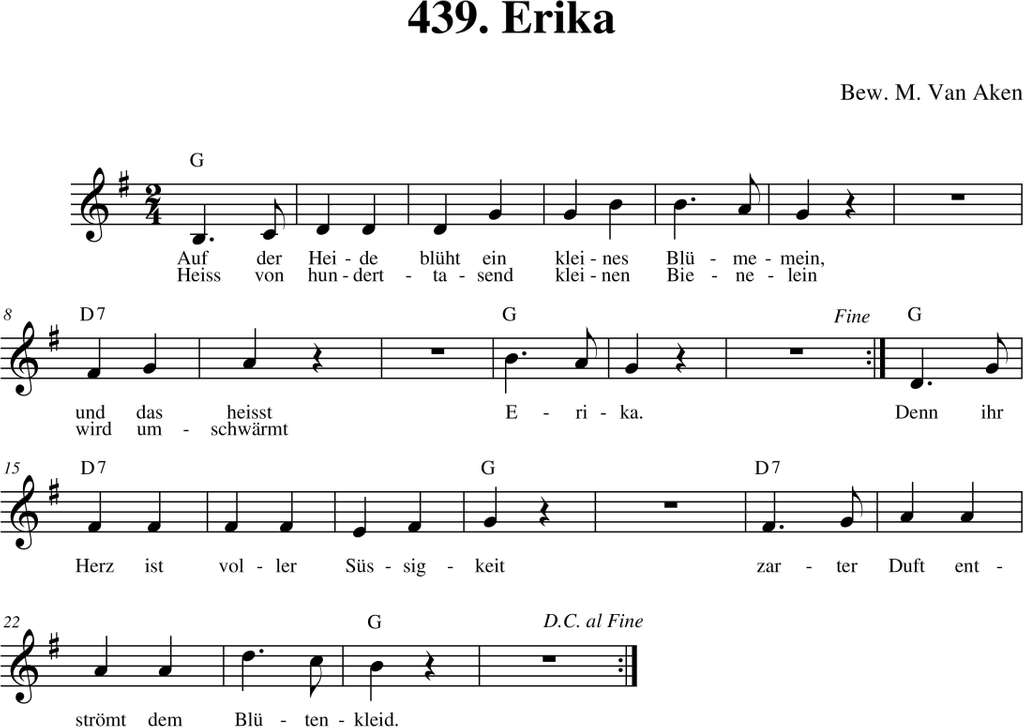 439. Erika
Bew. M. Van Aken
G
2
4
Auf der Hei - de blüht ein klei - nes Blü - me - mein,
Heiss von hun - dert - ta - send klei - nen Bie - ne - lein
8 D7 G Fine G
und das heisst E - ri - ka. Denn ihr
wird um - schwärmt
15 D7 G D7
Herz ist vol - ler Süs - sig - keit zar - ter Duft ent -
22 G D.C. al Fine
strömt dem Blü - ten - kleid.